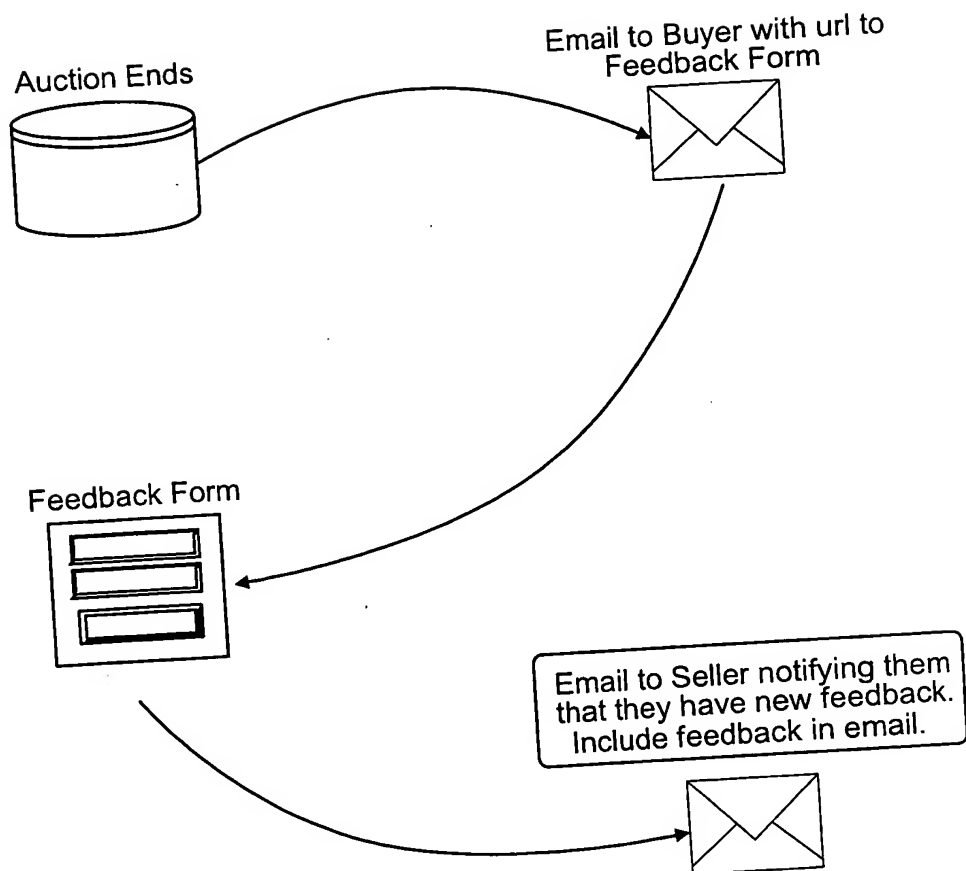 Auction Ends
Email to Buyer with url to
Feedback Form
Feedback Form
Email to Seller notifying them
that they have new feedback.
Include feedback in email.